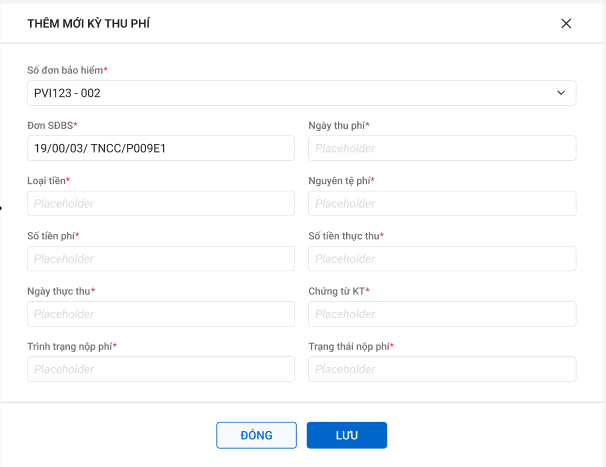 THÊM MỚI KỲ THU PHÍ
Số đơn bảo hiểm*
PVI123 - 002
Đơn SĐBS*
Ngày thu phí*
19/00/03/ TNCC/P009E1
Placeholder
Loại tiền*
Nguyên tệ phí*
Placeholder
Placeholder
Số tiền phí*
Số tiền thực thu*
Placeholder
Placeholder
Ngày thực thu*
Chứng từ KT*
Placeholder
Placeholder
Trình trạng nộp phí*
Trạng thái nộp phí*
Placeholder
Placeholder
ĐÓNG
LƯU